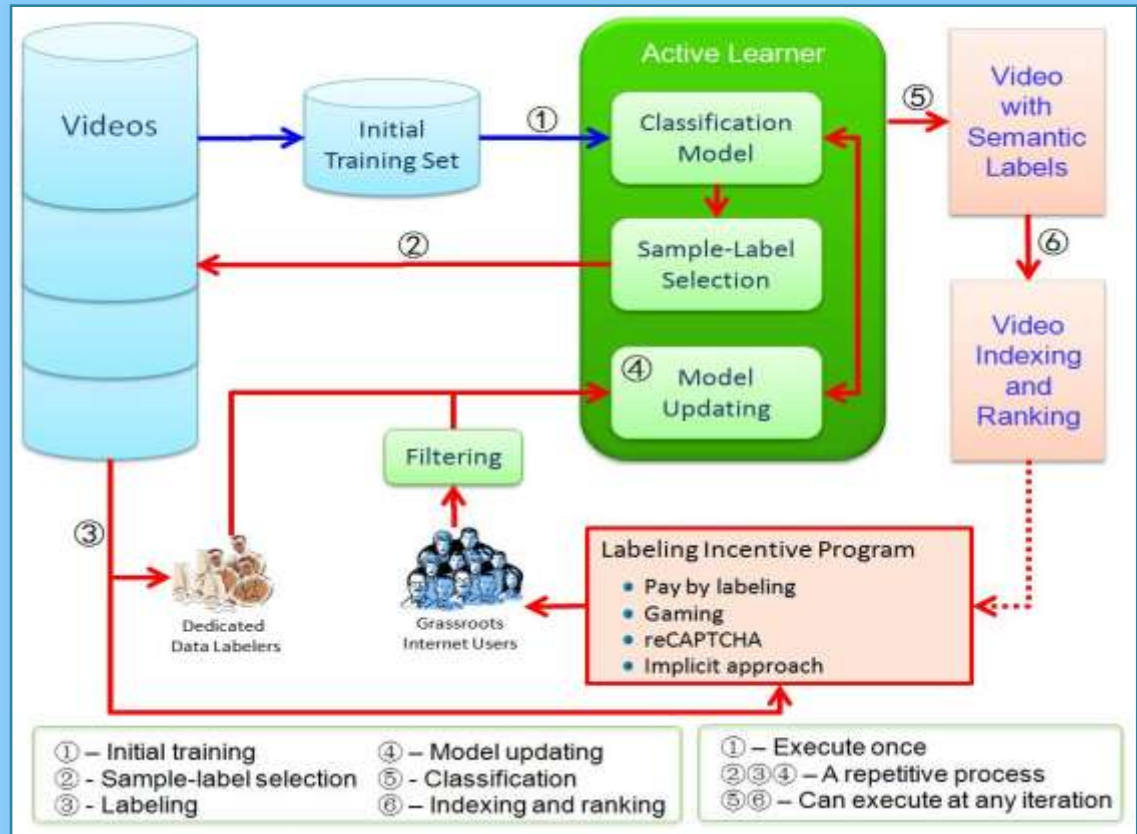 Videos
Initial
Training Set
①
Active Learner
Classification
Model
Sample-Label
Selection
④
Model
Updating
⑤
Video
with
Semantic
Labels
⑥
Video
Indexing
and
Ranking
②
Filtering
③
Dedicated
Data Labelers
Grassroots
Internet Users
Labeling Incentive Program
• Pay by labeling
• Gaming
• reCAPTCHA
• Implicit approach
① – Initial training
② - Sample-label selection
③ - Labeling
④ – Model updating
⑤ - Classification
⑥ – Indexing and ranking
① – Execute once
②③④ – A repetitive process
⑤⑥ – Can execute at any iteration